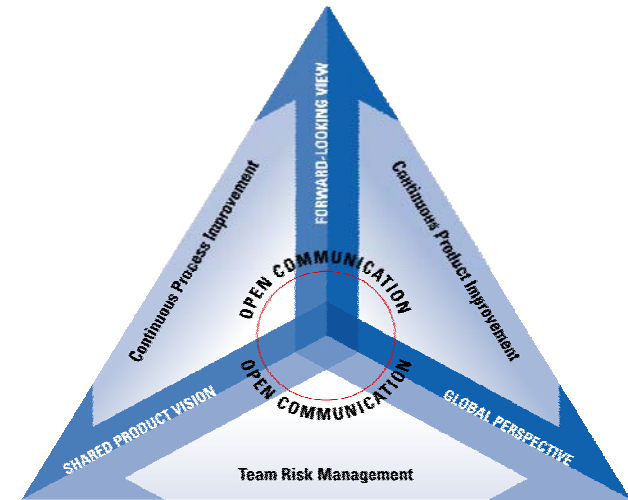 FORWARD-LOOKING VIEW
Continuous Process Improvement
Continuous Product Improvement
OPEN COMMUNICATION
OPEN COMMUNICATION
SHARED PRODUCT VISION
GLOBAL PERSPECTIVE
Team Risk Management